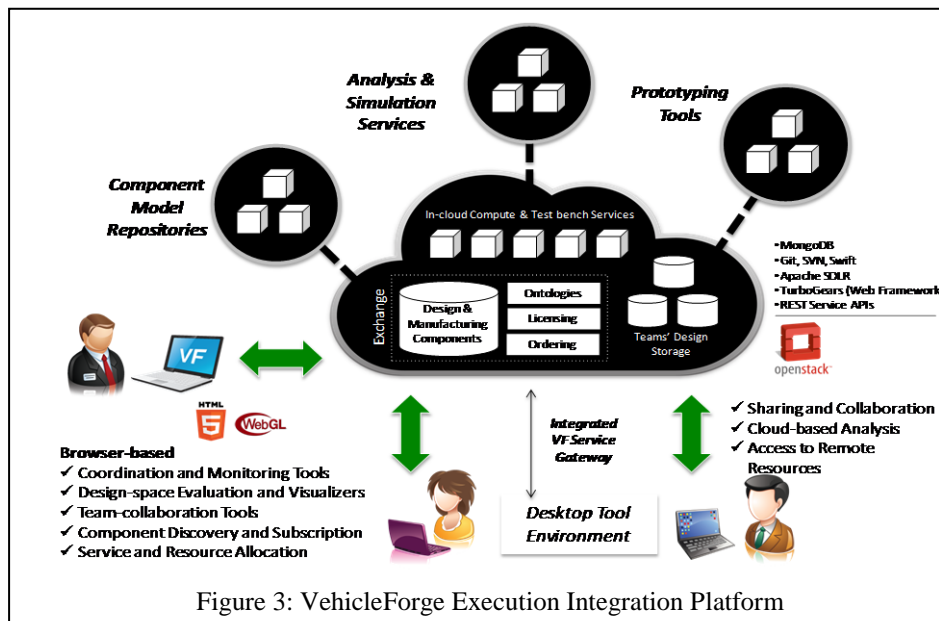 Analysis &
Simulation
Services
Prototyping
Tools
Component
Model
Repositories
In-cloud Compute & Test bench Services
Exchange
Design &
Manufacturing
Components
Ontologies
Licensing
Ordering
Teams' Design
Storage
•MongoDB
•Git, SVN, Swift
•Apache SOLR
•TurboGears (Web Framework
•REST Service APIs
openstack™
VF
HTML
5
WebGL
Browser-based
✓ Coordination and Monitoring Tools
✓ Design-space Evaluation and Visualizers
✓ Team-collaboration Tools
✓ Component Discovery and Subscription
✓ Service and Resource Allocation
Integrated
VF Service
Gateway
Desktop Tool
Environment
✓ Sharing and Collaboration
✓ Cloud-based Analysis
✓ Access to Remote
Resources
Figure 3: VehicleForge Execution Integration Platform